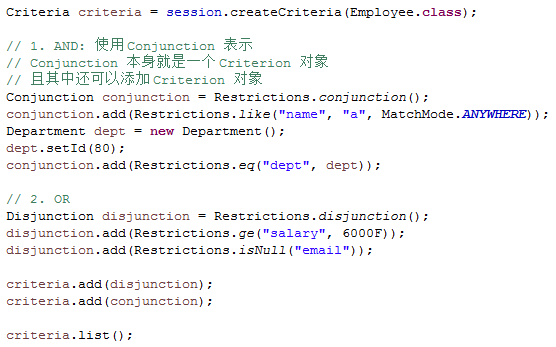 Criteria criteria = session.createCriteria(Employee.class);
// 1. AND: 使用 Conjunction 表示
// Conjunction 本身就是一个 Criterion 对象
// 且其中还可以添加 Criterion 对象
Conjunction conjunction = Restrictions.conjunction();
conjunction.add(Restrictions.like("name", "a", MatchMode.ANYWHERE));
Department dept = new Department();
dept.setId(80);
conjunction.add(Restrictions.eq("dept", dept));
// 2. OR
Disjunction disjunction = Restrictions.disjunction();
disjunction.add(Restrictions.ge("salary", 6000F));
disjunction.add(Restrictions.isNull("email"));
criteria.add(disjunction);
criteria.add(conjunction);
criteria.list();